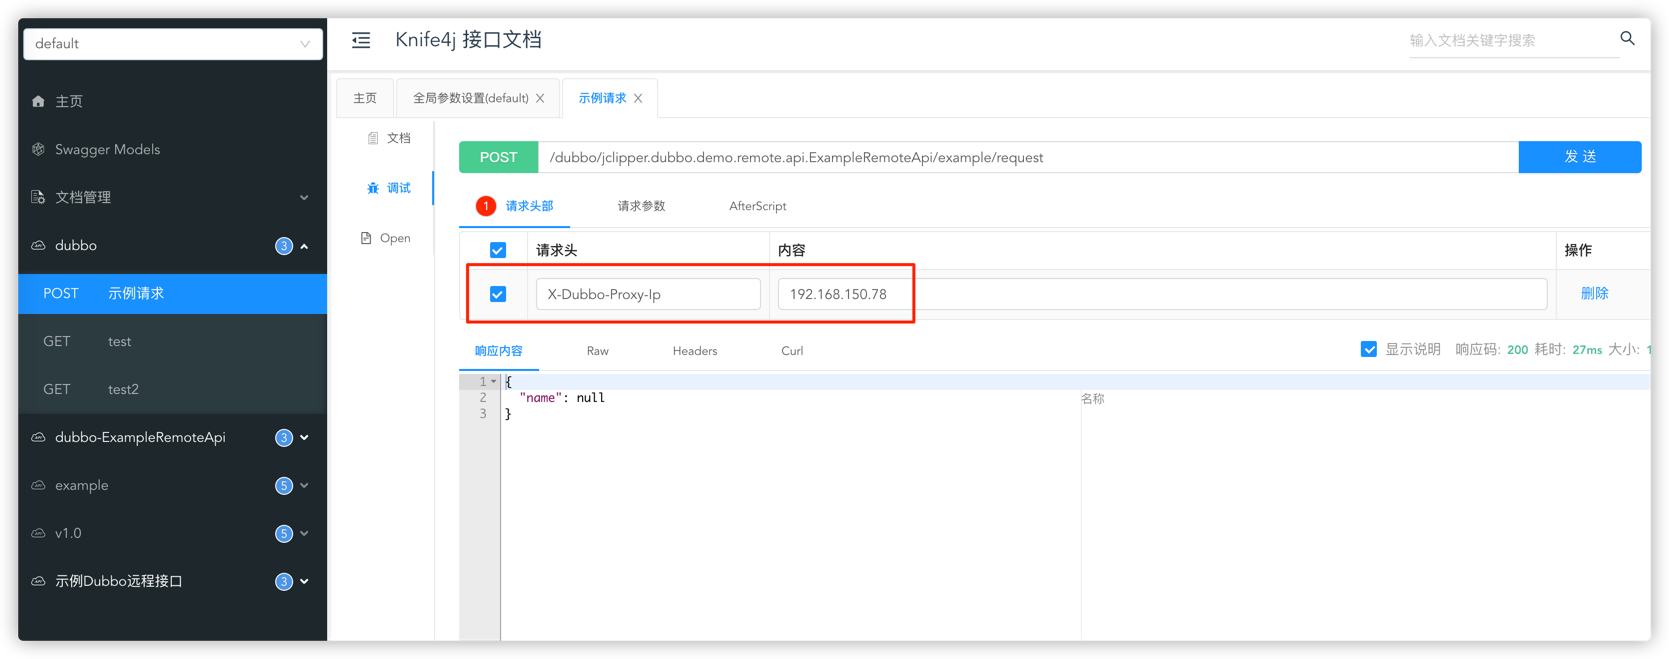 default
Knife4j 接口文档
输入文档关键字搜索
主页
Swagger Models
文档管理
dubbo 3
POST 示例请求
GET test
GET test2
dubbo-ExampleRemoteApi 3
example 5
v1.0 5
示例Dubbo远程接口 3
主页 全局参数设置(default) 示例请求
文档
调试
Open
POST /dubbo/jclipper.dubbo.demo.remote.api.ExampleRemoteApi/example/request 发 送
1 请求头部 请求参数 AfterScript
请求头 内容 操作
X-Dubbo-Proxy-Ip 192.168.150.78 删除
响应内容 Raw Headers Curl 显示说明 响应码: 200 耗时: 27ms 大小: 1
1 {
2 "name": null 名称
3 }